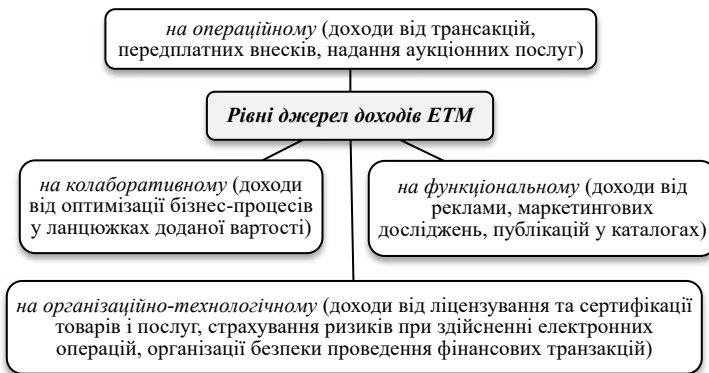 на операційному (доходи від трансакцій,
передплатних внесків, надання аукціонних послуг)
Рівні джерел доходів ЕТМ
на колаборативному (доходи
від оптимізації бізнес-процесів
у ланцюжках доданої вартості)
на функціональному (доходи від
реклами, маркетингових
досліджень, публікацій у каталогах)
на організаційно-технологічному (доходи від ліцензування та сертифікації
товарів і послуг, страхування ризиків при здійсненні електронних
операцій, організації безпеки проведення фінансових транзакцій)